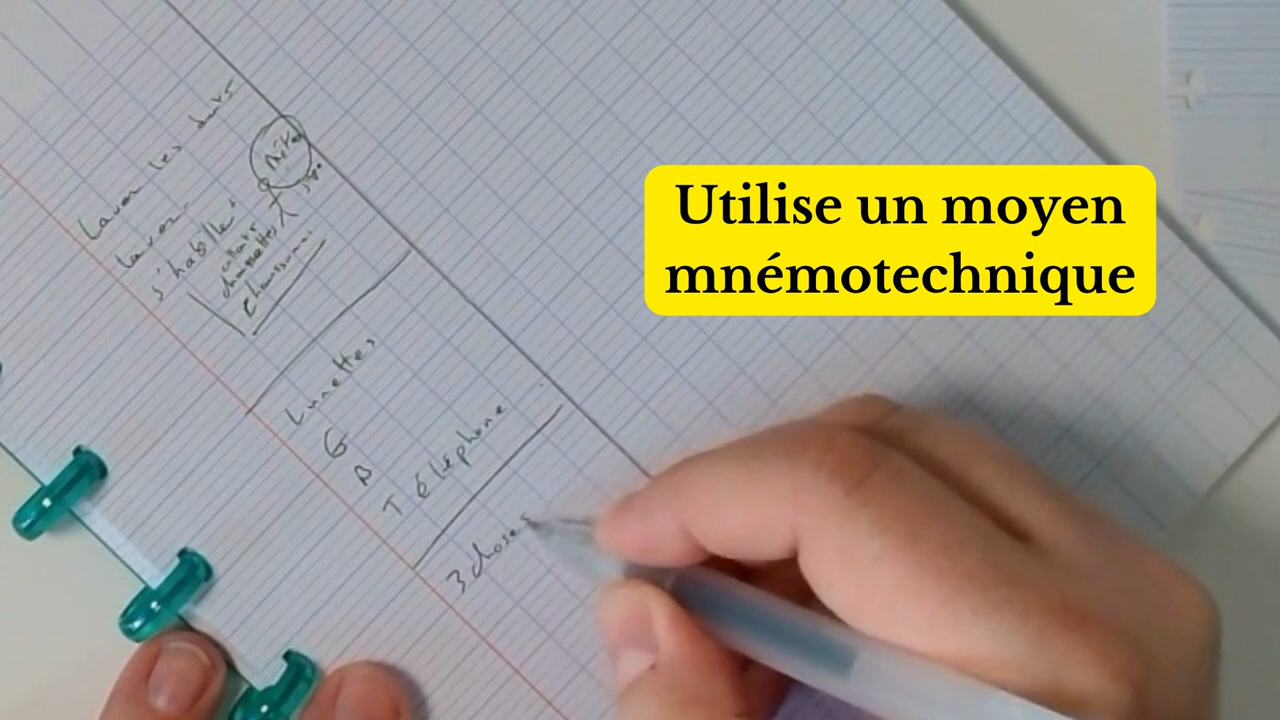 Utilise un moyen
mnémotechnique
Laver les dents
laver
s'habiller
chaussettes
chaussures
Lunettes
G
A
Téléphone
3 choses